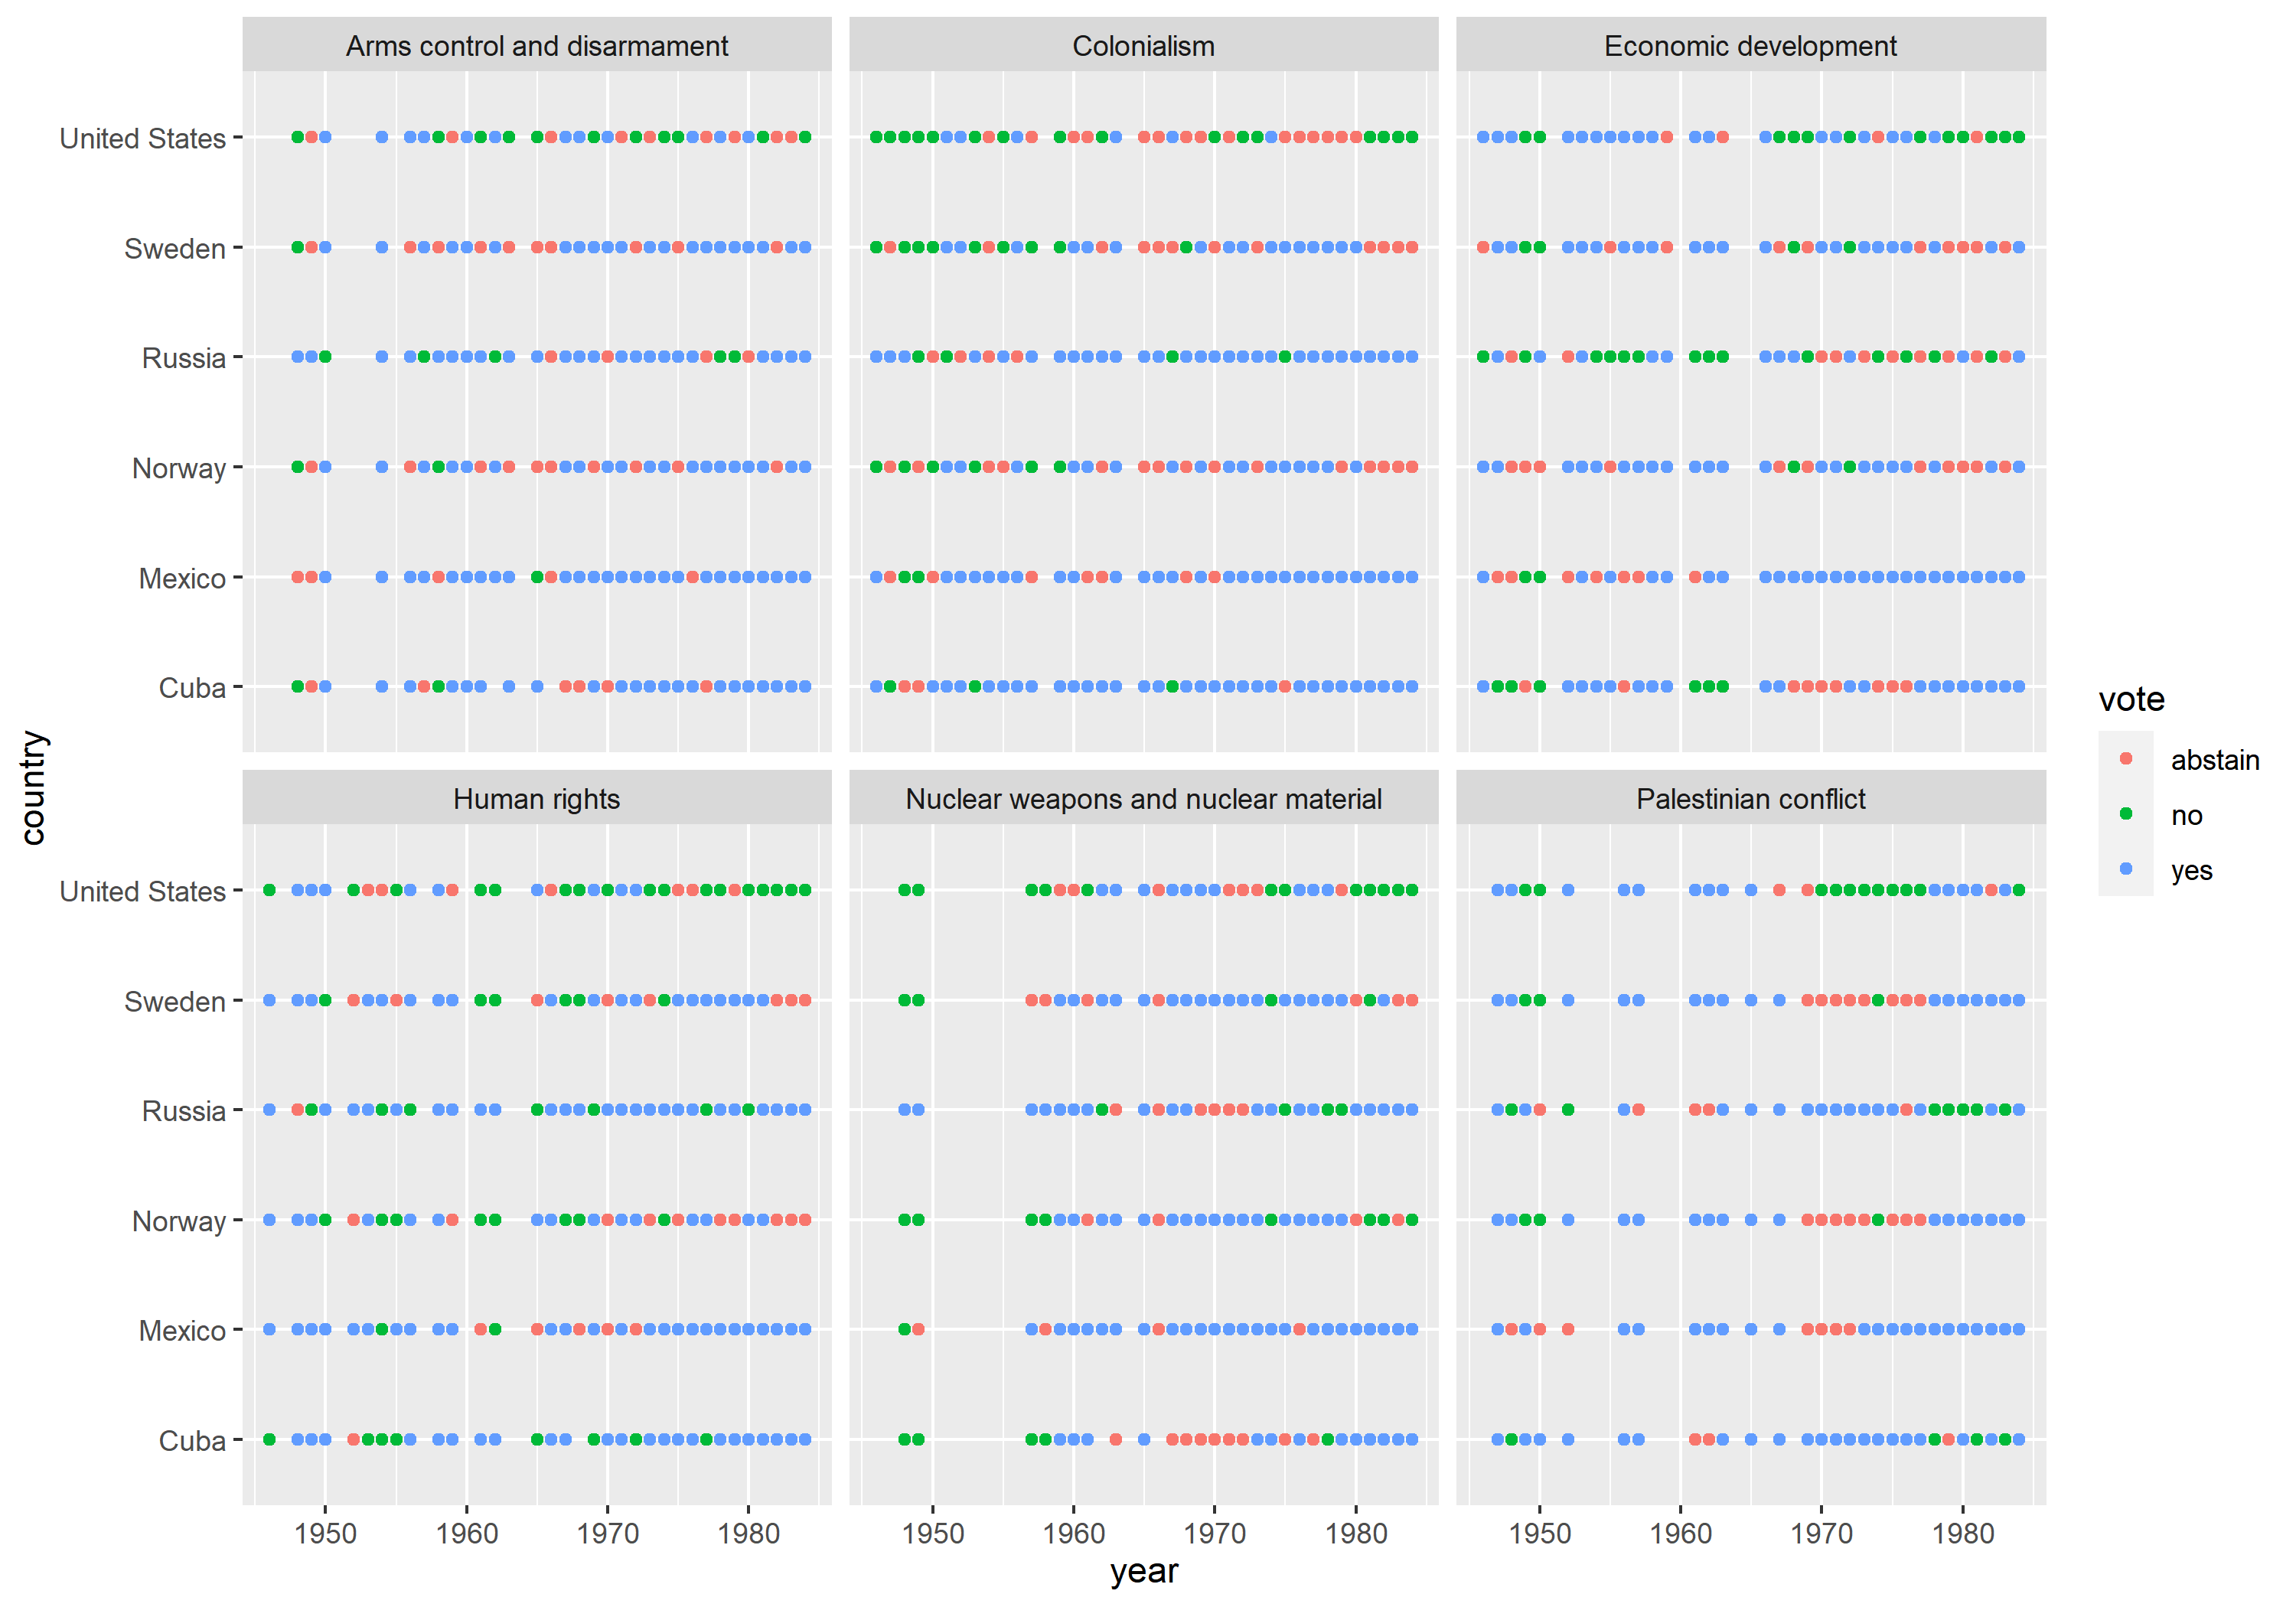 Arms control and disarmament
Colonialism
Economic development
United States
Sweden
Russia
Norway
Mexico
Cuba
Human rights
Nuclear weapons and nuclear material
Palestinian conflict
United States
Sweden
Russia
Norway
Mexico
Cuba
1950 1960 1970 1980
1950 1960 1970 1980
1950 1960 1970 1980
year
country
vote
abstain
no
yes